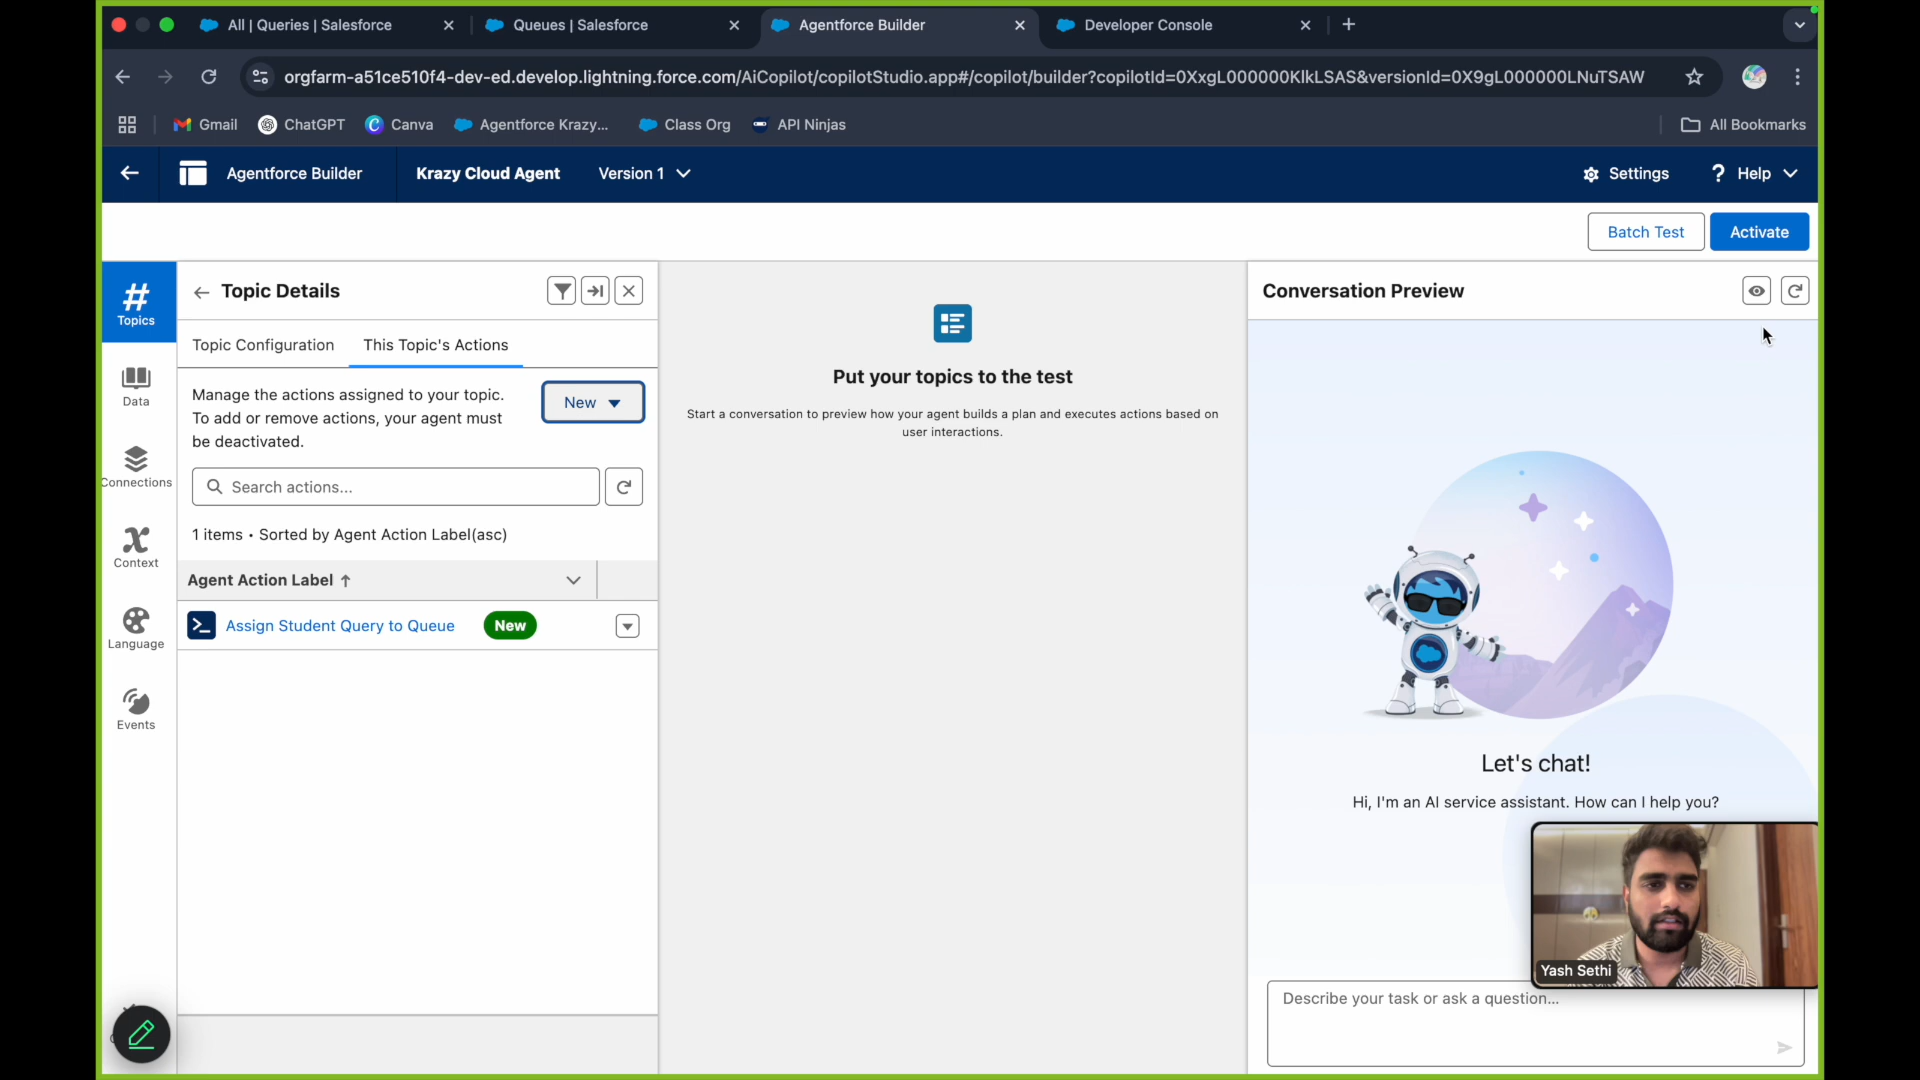 All | Queries | Salesforce
Queues | Salesforce
Agentforce Builder
Developer Console
orgfarm-a51ce510f4-dev-ed.develop.lightning.force.com/AiCopilot/copilotStudio.app#/copilot/builder?copilotId=0XxgL000000KlkLSAS&versionId=0X9gL000000LNuTSAW
Gmail
ChatGPT
Canva
Agentforce Krazy...
Class Org
API Ninjas
All Bookmarks
Agentforce Builder
Krazy Cloud Agent
Version 1
Settings
? Help
Batch Test
Activate
# Topics
Data
Connections
Context
Language
Events
Topic Details
Topic Configuration
This Topic's Actions
Manage the actions assigned to your topic.
To add or remove actions, your agent must
be deactivated.
New
Search actions...
1 items • Sorted by Agent Action Label(asc)
Agent Action Label ↑
Assign Student Query to Queue
New
Put your topics to the test
Start a conversation to preview how your agent builds a plan and executes actions based on
user interactions.
Conversation Preview
Let's chat!
Hi, I'm an AI service assistant. How can I help you?
Yash Sethi
Describe your task or ask a question...